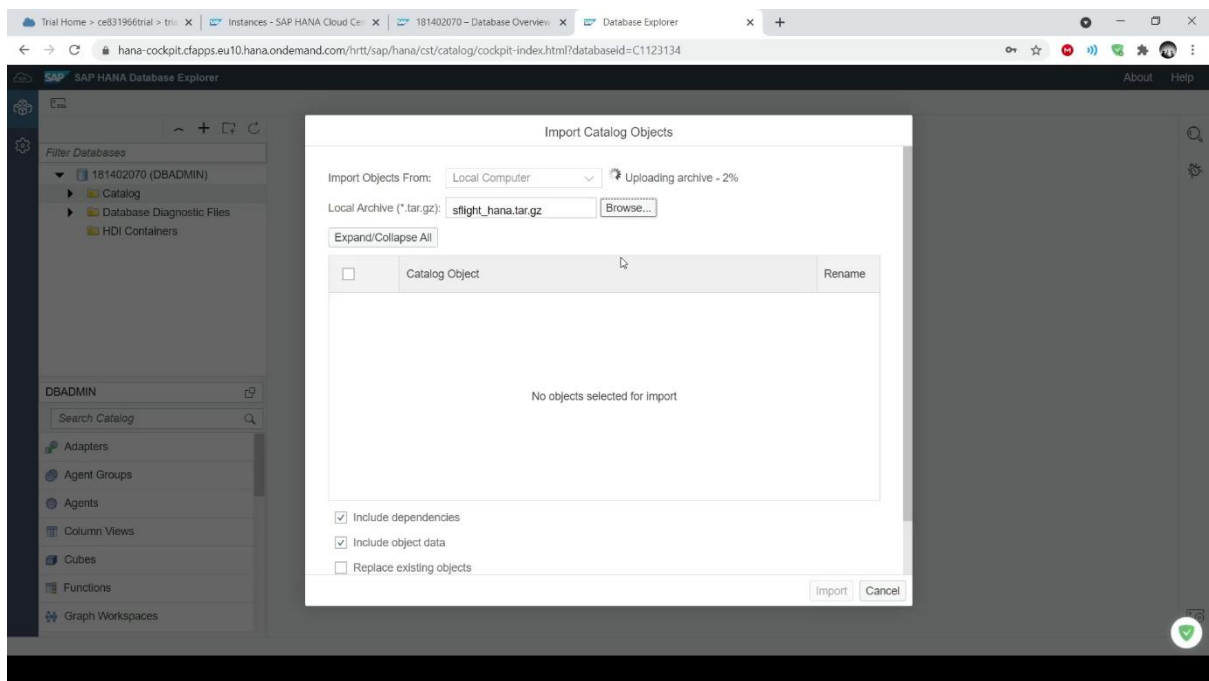 Trial Home > ce831966trial > tria
Instances - SAP HANA Cloud Cen
181402070 – Database Overview
Database Explorer
hana-cockpit.cfapps.eu10.hana.ondemand.com/hrtt/sap/hana/cst/catalog/cockpit-index.html?databaseid=C1123134
SAP SAP HANA Database Explorer
About Help
Import Catalog Objects
Filter Databases
181402070 (DBADMIN)
Catalog
Database Diagnostic Files
HDI Containers
Import Objects From: Local Computer Uploading archive - 2%
Local Archive (*.tar.gz): sflight_hana.tar.gz Browse...
Expand/Collapse All
Catalog Object Rename
No objects selected for import
DBADMIN
Search Catalog
Adapters
Agent Groups
Agents
Column Views
Cubes
Functions
Graph Workspaces
Include dependencies
Include object data
Replace existing objects
Import Cancel